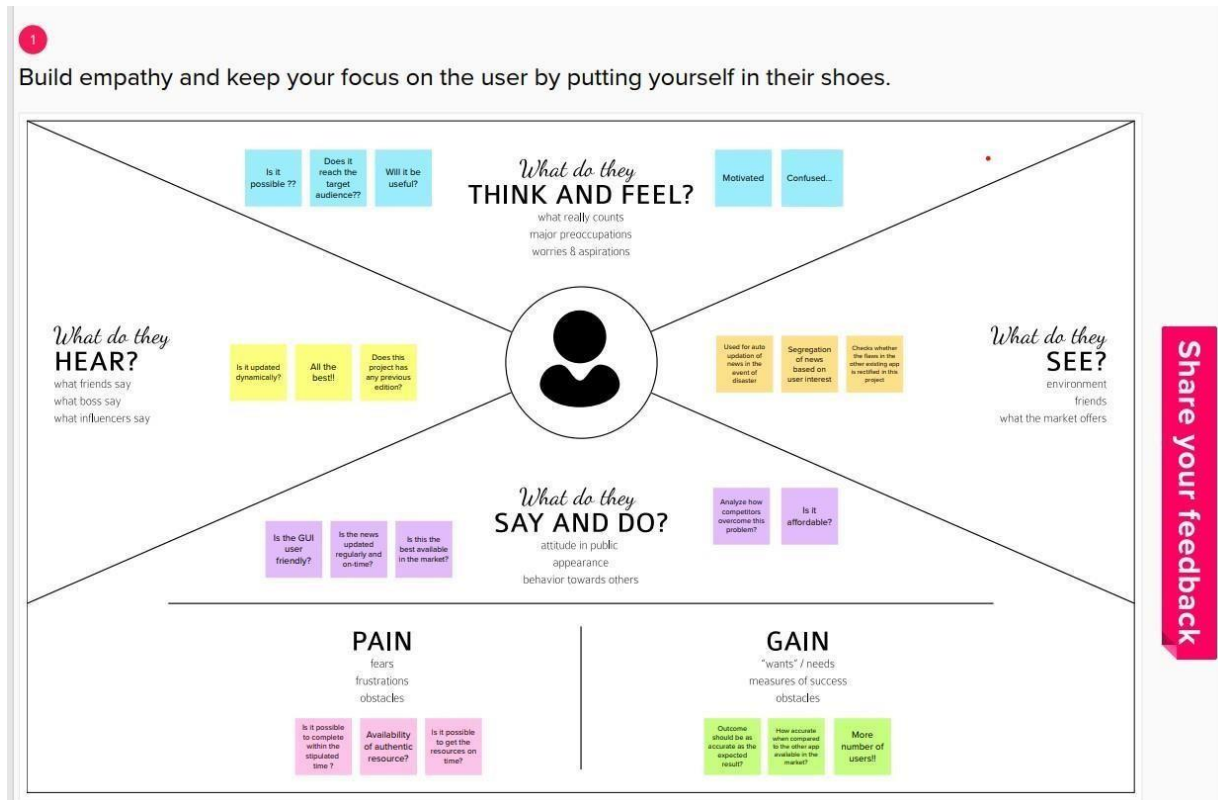 1
Build empathy and keep your focus on the user by putting yourself in their shoes.
Is it
possible ??
Does it
reach the
target
audience??
Will it be
useful?
What do they
THINK AND FEEL?
what really counts
major preoccupations
worries & aspirations
Motivated
Confused...
What do they
HEAR?
what friends say
what boss say
what influencers say
Is it updated
dynamically?
All the
best!!
Does this
project has
any previous
edition?
Used for auto
updation of
news in the
event of
disaster
Segregation
of news
based on
user interest
Checks whether
the flaws in the
other existing app
is rectified in this
project
What do they
SEE?
environment
friends
what the market offers
Is the GUI
user
friendly?
Is the news
updated
regularly and
on-time?
Is this the
best available
in the market?
What do they
SAY AND DO?
attitude in public
appearance
behavior towards others
Analyze how
competitors
overcome this
problem?
Is it
affordable?
PAIN
fears
frustrations
obstacles
Is it possible
to complete
within the
stipulated
time ?
Availability
of authentic
resource?
Is it possible
to get the
resources on
time?
GAIN
"wants" / needs
measures of success
obstacles
Outcome
should be as
accurate as the
expected
result?
How accurate
when compared
to the other app
available in the
market?
More
number of
users!!
Share your feedback